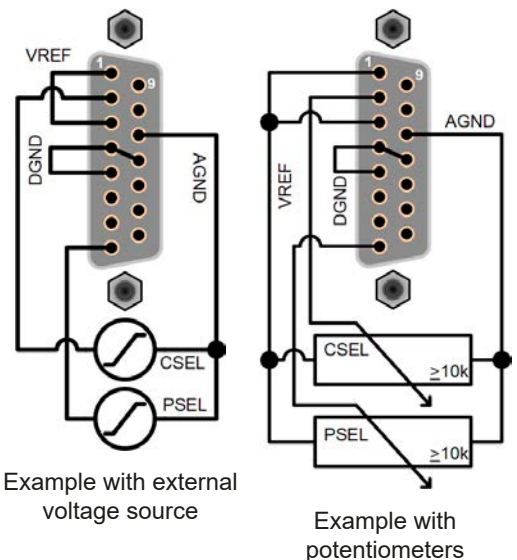 VREF
1
9
DGND
AGND
CSEL
PSEL
Example with external
voltage source
1
9
AGND
VREF
DGND
CSEL
≥10k
PSEL
≥10k
Example with
potentiometers